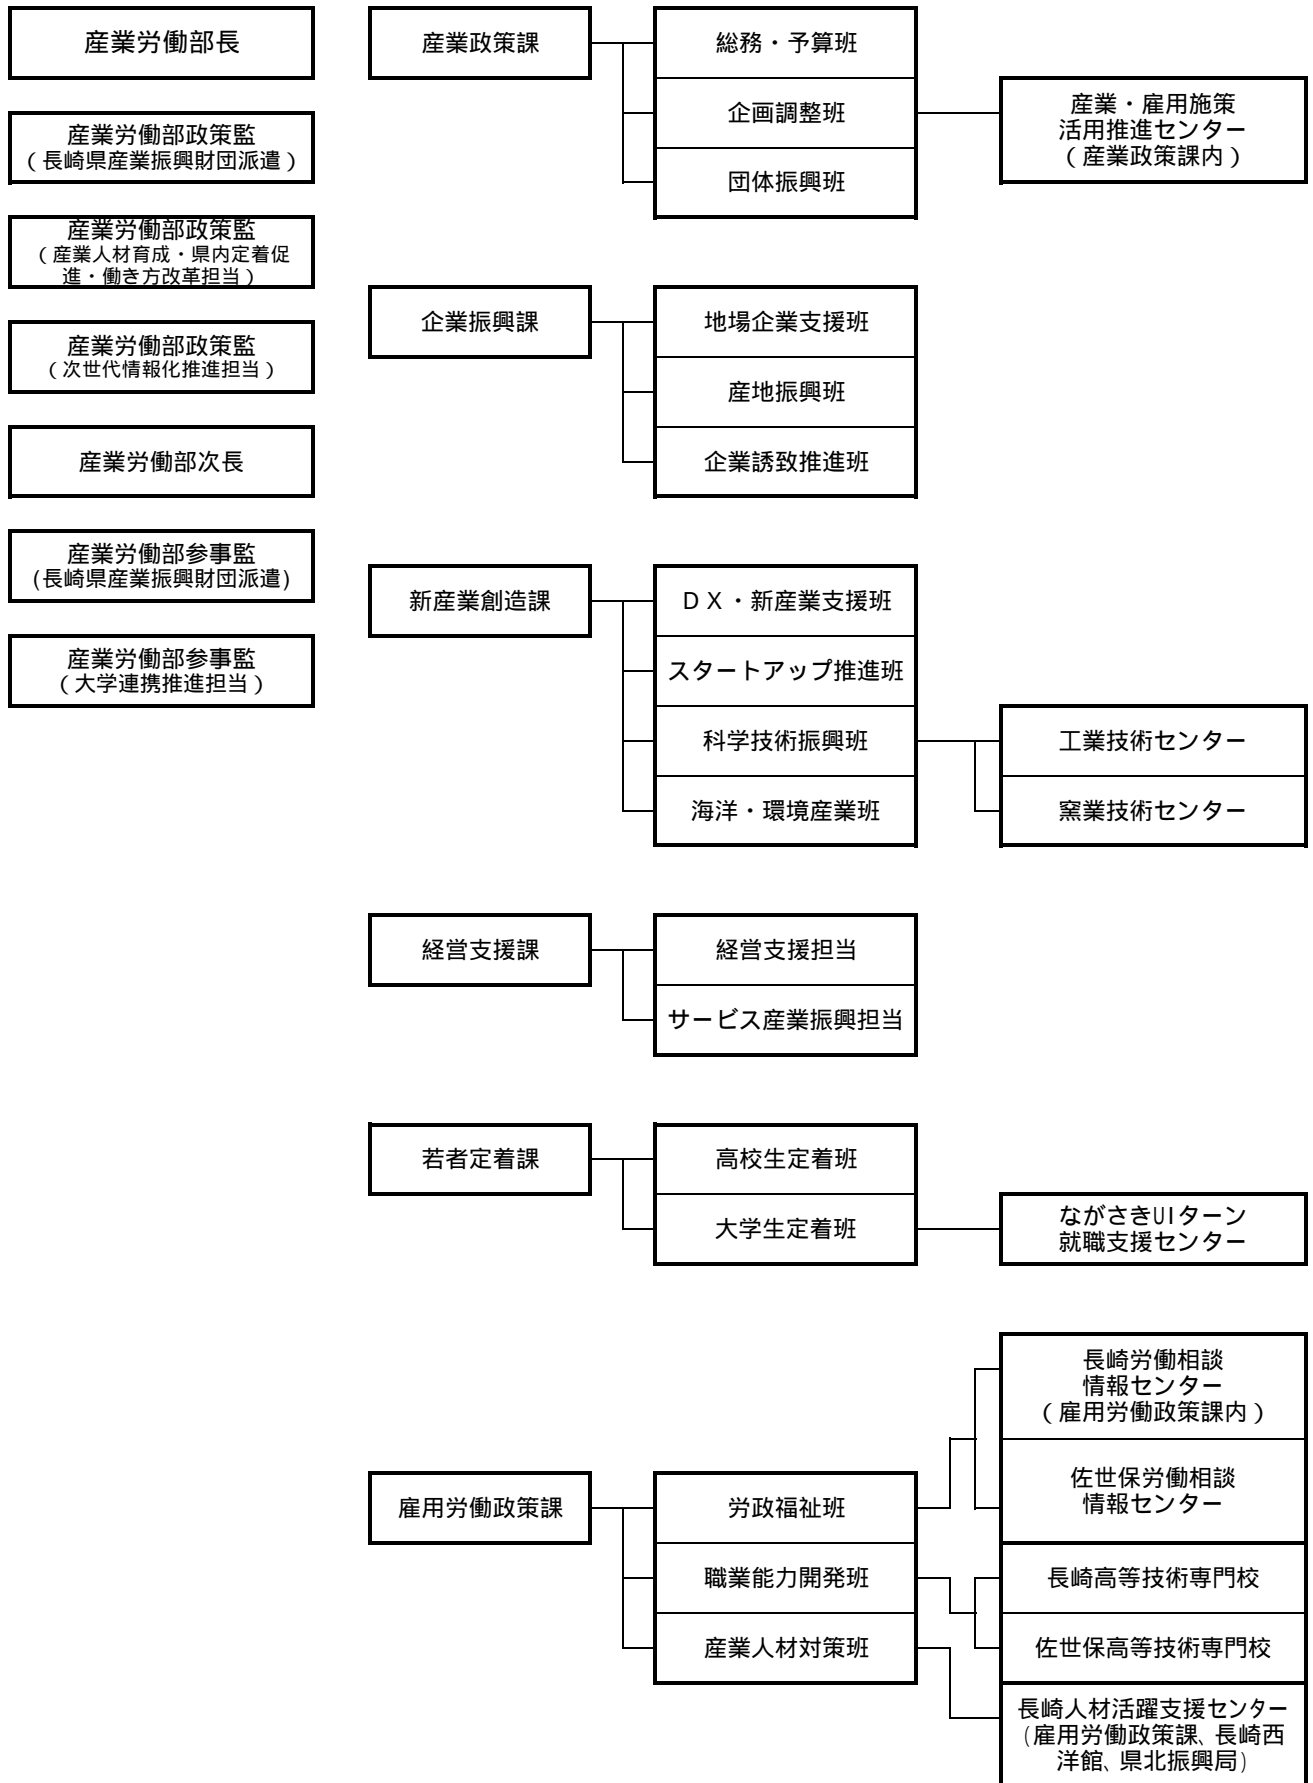 産業労働部長
産業労働部政策監
（長崎県産業振興財団派遣）
産業労働部政策監
（産業人材育成・県内定着促
進・働き方改革担当）
産業労働部政策監
（次世代情報化推進担当）
産業労働部次長
産業労働部参事監
(長崎県産業振興財団派遣)
産業労働部参事監
（大学連携推進担当）
産業政策課
総務・予算班
企画調整班
団体振興班
産業・雇用施策
活用推進センター
（産業政策課内）
企業振興課
地場企業支援班
産地振興班
企業誘致推進班
新産業創造課
ＤＸ・新産業支援班
スタートアップ推進班
科学技術振興班
海洋・環境産業班
工業技術センター
窯業技術センター
経営支援課
経営支援担当
サービス産業振興担当
若者定着課
高校生定着班
大学生定着班
ながさきUIターン
就職支援センター
雇用労働政策課
労政福祉班
職業能力開発班
産業人材対策班
長崎労働相談
情報センター
（雇用労働政策課内）
佐世保労働相談
情報センター
長崎高等技術専門校
佐世保高等技術専門校
長崎人材活躍支援センター
(雇用労働政策課、長崎西
洋館、県北振興局)